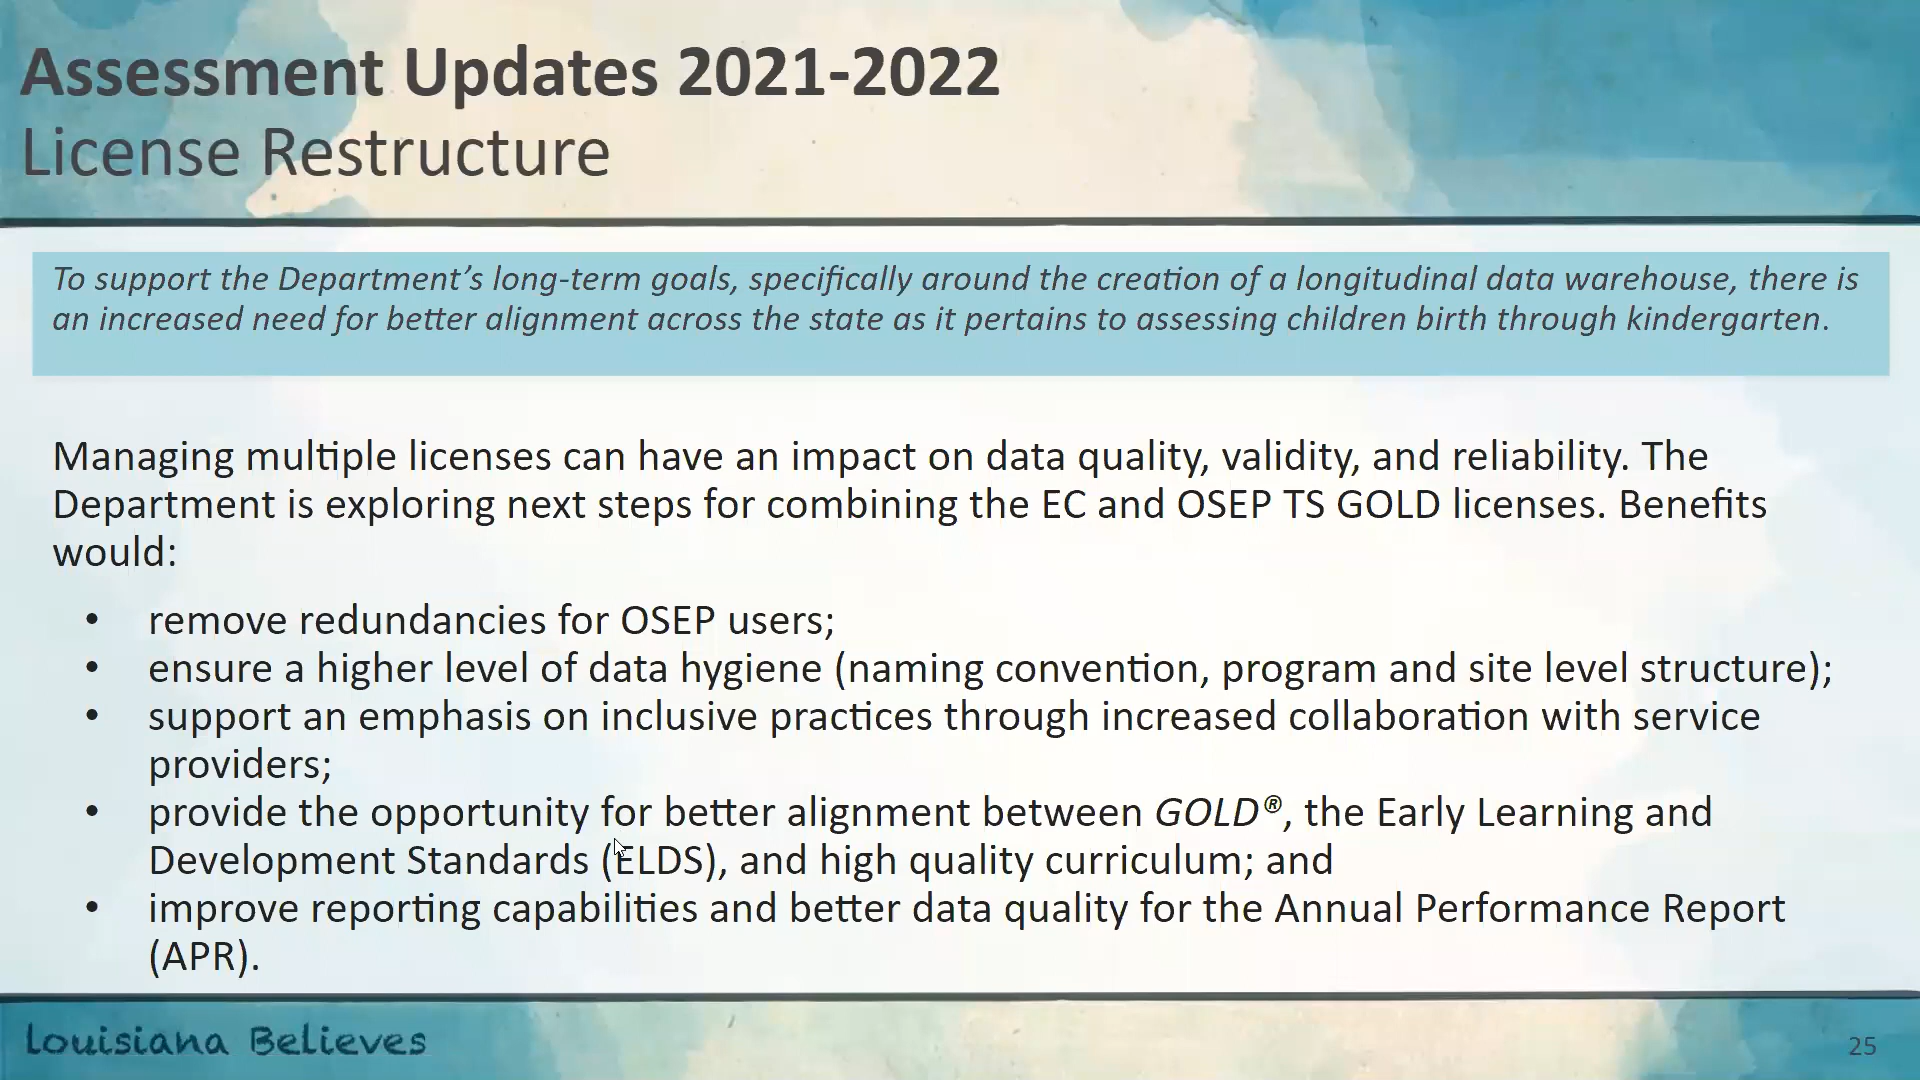 Assessment Updates 2021-2022
License Restructure
To support the Department’s long-term goals, specifically around the creation of a longitudinal data warehouse, there is
an increased need for better alignment across the state as it pertains to assessing children birth through kindergarten.
Managing multiple licenses can have an impact on data quality, validity, and reliability. The
Department is exploring next steps for combining the EC and OSEP TS GOLD licenses. Benefits
would:
• remove redundancies for OSEP users;
• ensure a higher level of data hygiene (naming convention, program and site level structure);
• support an emphasis on inclusive practices through increased collaboration with service
providers;
• provide the opportunity for better alignment between GOLD®, the Early Learning and
Development Standards (ELDS), and high quality curriculum; and
• improve reporting capabilities and better data quality for the Annual Performance Report
(APR).
Louisiana Believes
25